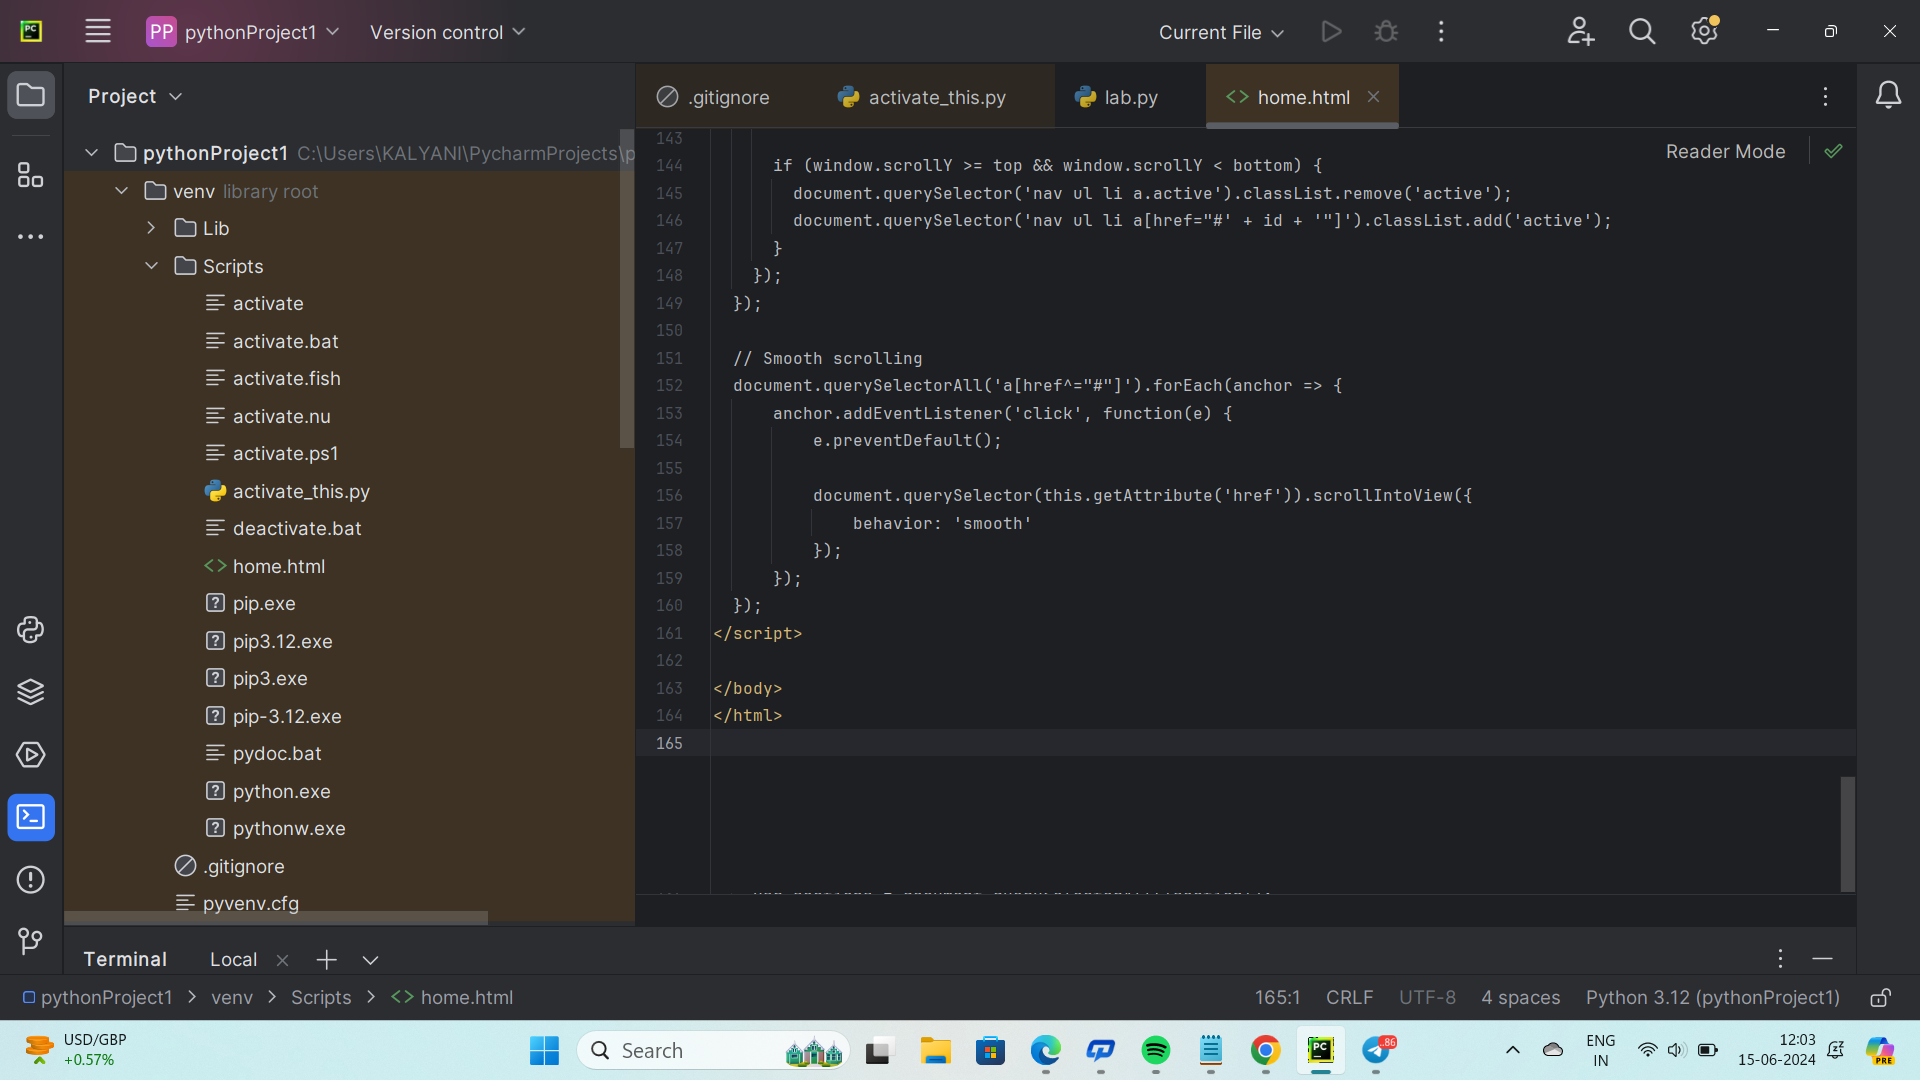 PC
PP pythonProject1
Version control
Current File
Project
.gitignore
activate_this.py
lab.py
home.html
pythonProject1 C:\Users\KALYANI\PycharmProjects\p
venv library root
Lib
Scripts
activate
activate.bat
activate.fish
activate.nu
activate.ps1
activate_this.py
deactivate.bat
home.html
pip.exe
pip3.12.exe
pip3.exe
pip-3.12.exe
pydoc.bat
python.exe
pythonw.exe
.gitignore
pyvenv.cfg
Reader Mode
143
144 if (window.scrollY >= top && window.scrollY < bottom) {
145 document.querySelector('nav ul li a.active').classList.remove('active');
146 document.querySelector('nav ul li a[href="#' + id + '"]').classList.add('active');
147 }
148 });
149 });
150
151 // Smooth scrolling
152 document.querySelectorAll('a[href^="#"]').forEach(anchor => {
153 anchor.addEventListener('click', function(e) {
154 e.preventDefault();
155
156 document.querySelector(this.getAttribute('href')).scrollIntoView({
157 behavior: 'smooth'
158 });
159 });
160 });
161 </script>
162
163 </body>
164 </html>
165
Terminal
Local
pythonProject1 > venv > Scripts > <> home.html
165:1 CRLF UTF-8 4 spaces Python 3.12 (pythonProject1)
USD/GBP
+0.57%
Search
PC
86
ENG
IN
12:03
15-06-2024
PRE